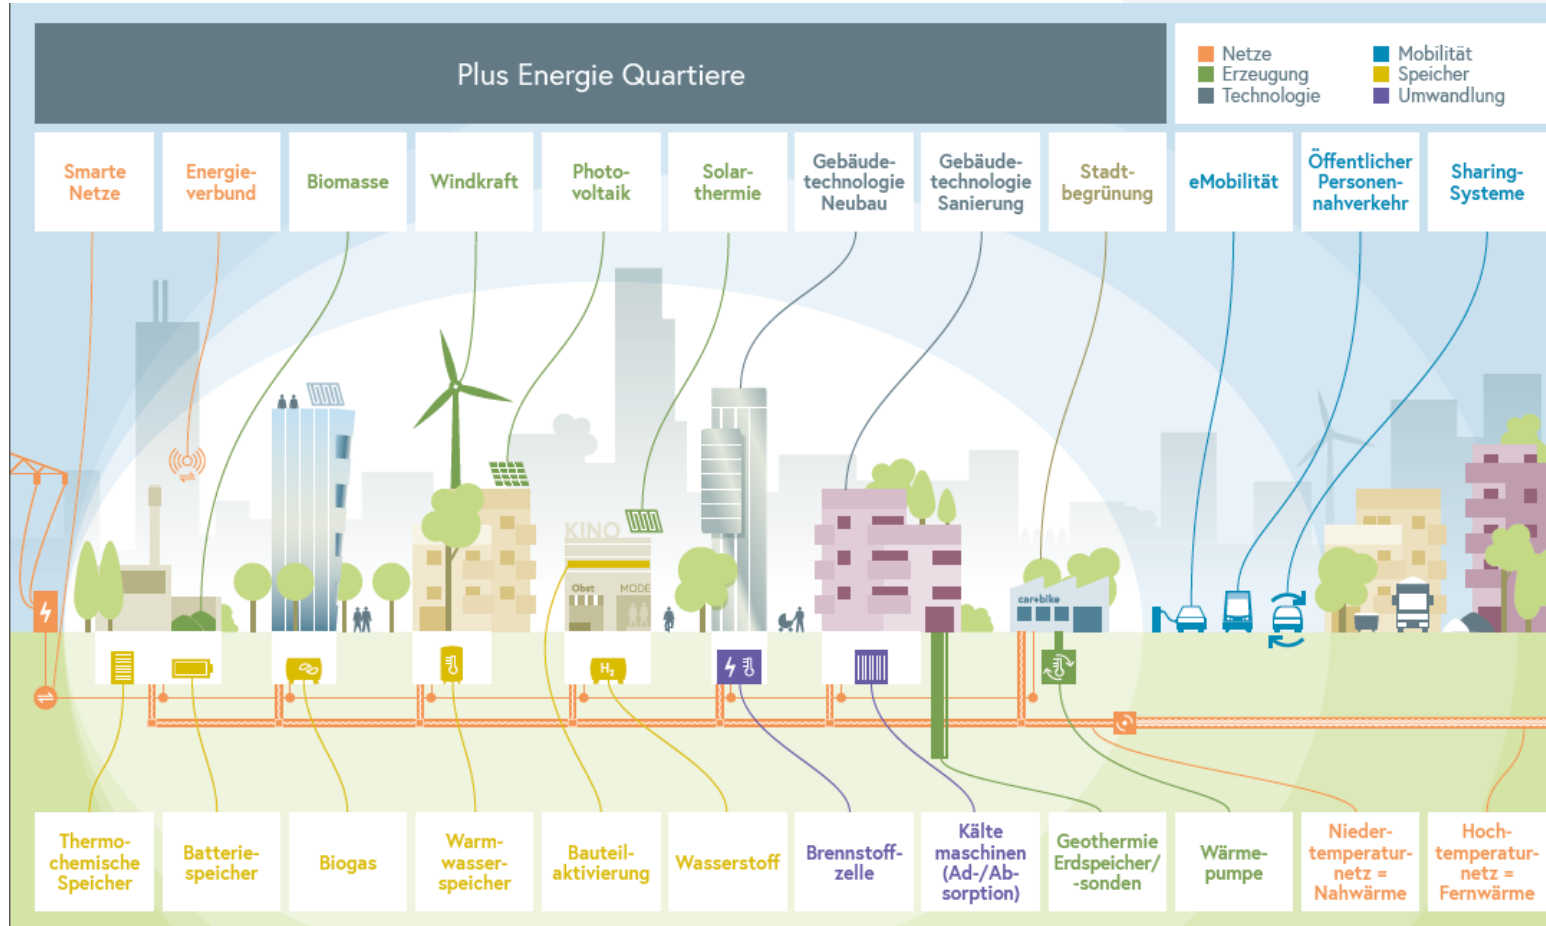 Plus Energie Quartiere
Netze
Erzeugung
Technologie
Mobilität
Speicher
Umwandlung
Smarte
Netze
Energie-
verbund
Biomasse
Windkraft
Photo-
voltaik
Solar-
thermie
Gebäude-
technologie
Neubau
Gebäude-
technologie
Sanierung
Stadt-
begrünung
eMobilität
Öffentlicher
Personen-
nahverkehr
Sharing-
Systeme
KINO
Obst
MODE
car+bike
H₂
Thermo-
chemische
Speicher
Batterie-
speicher
Biogas
Warm-
wasser-
speicher
Bauteil-
aktivierung
Wasserstoff
Brennstoff-
zelle
Kälte
maschinen
(Ad-/Ab-
sorption)
Geothermie
Erdspeicher/
-sonden
Wärme-
pumpe
Nieder-
temperatur-
netz =
Nahwärme
Hoch-
temperatur-
netz =
Fernwärme